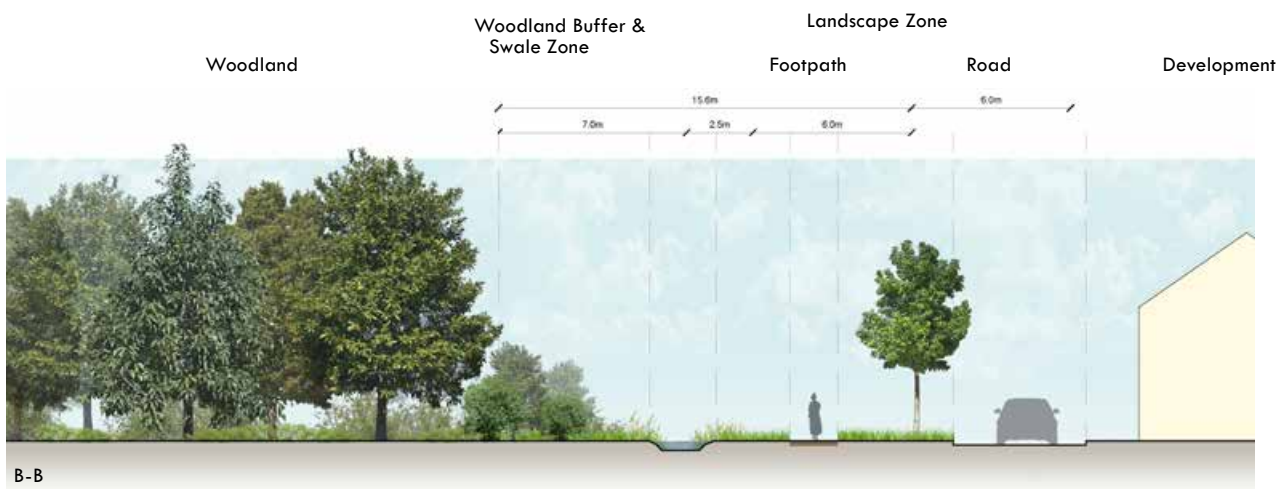 Woodland Buffer &
Swale Zone
Landscape Zone
Woodland
Footpath
Road
Development
15.6m
6.0m
7.0m
2.5m
6.0m
B-B